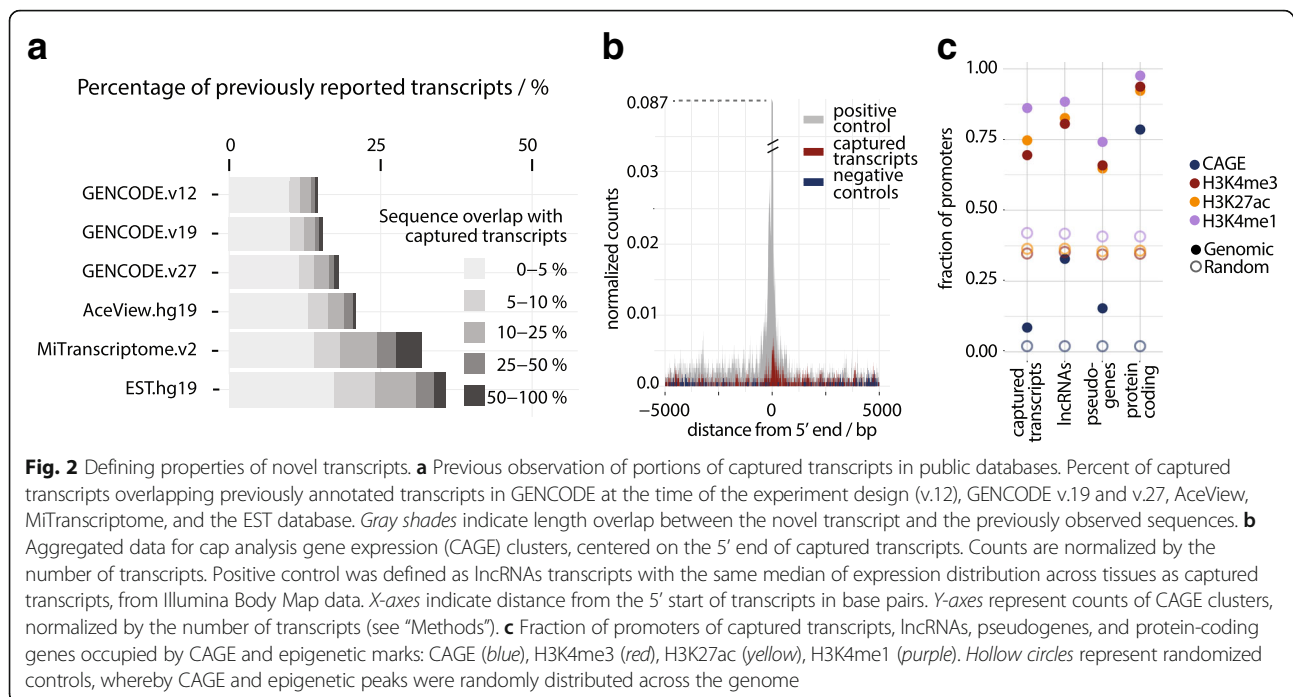 a
Percentage of previously reported transcripts / %
0 25 50
GENCODE.v12
GENCODE.v19
GENCODE.v27
AceView.hg19
MiTranscriptome.v2
EST.hg19
Sequence overlap with
captured transcripts
0–5 %
5–10 %
10–25 %
25–50 %
50–100 %
b
normalized counts
0.087
0.03
0.02
0.01
0.0
positive
control
captured
transcripts
negative
controls
−5000 0 5000
distance from 5′ end / bp
c
fraction of promoters
1.00
0.75
0.50
0.25
0.00
captured
transcripts
lncRNAs
pseudo-
genes
protein
coding
CAGE
H3K4me3
H3K27ac
H3K4me1
Genomic
Random
Fig. 2 Defining properties of novel transcripts. a Previous observation of portions of captured transcripts in public databases. Percent of captured
transcripts overlapping previously annotated transcripts in GENCODE at the time of the experiment design (v.12), GENCODE v.19 and v.27, AceView,
MiTranscriptome, and the EST database. Gray shades indicate length overlap between the novel transcript and the previously observed sequences. b
Aggregated data for cap analysis gene expression (CAGE) clusters, centered on the 5′ end of captured transcripts. Counts are normalized by the
number of transcripts. Positive control was defined as lncRNAs transcripts with the same median of expression distribution across tissues as captured
transcripts, from Illumina Body Map data. X-axes indicate distance from the 5′ start of transcripts in base pairs. Y-axes represent counts of CAGE clusters,
normalized by the number of transcripts (see “Methods”). c Fraction of promoters of captured transcripts, lncRNAs, pseudogenes, and protein-coding
genes occupied by CAGE and epigenetic marks: CAGE (blue), H3K4me3 (red), H3K27ac (yellow), H3K4me1 (purple). Hollow circles represent randomized
controls, whereby CAGE and epigenetic peaks were randomly distributed across the genome